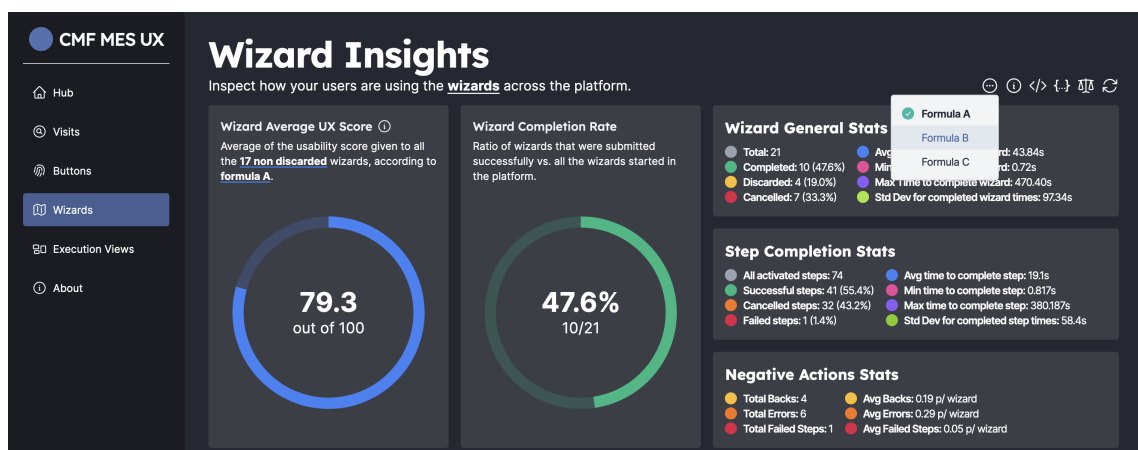 CMF MES UX
Hub
Visits
Buttons
Wizards
Execution Views
About
Wizard Insights
Inspect how your users are using the wizards across the platform.
Formula A
Formula B
Formula C
Wizard Average UX Score
Average of the usability score given to all
the 17 non discarded wizards, according to
formula A.
79.3
out of 100
Wizard Completion Rate
Ratio of wizards that were submitted
successfully vs. all the wizards started in
the platform.
47.6%
10/21
Wizard General Stats
Total: 21
Completed: 10 (47.6%)
Discarded: 4 (19.0%)
Cancelled: 7 (33.3%)
43.84s
0.72s
Max Time to complete wizard: 470.40s
Std Dev for completed wizard times: 97.34s
Step Completion Stats
All activated steps: 74
Successful steps: 41 (55.4%)
Cancelled steps: 32 (43.2%)
Failed steps: 1 (1.4%)
Avg time to complete step: 19.1s
Min time to complete step: 0.817s
Max time to complete step: 380.187s
Std Dev for completed step times: 58.4s
Negative Actions Stats
Total Backs: 4
Total Errors: 6
Total Failed Steps: 1
Avg Backs: 0.19 p/ wizard
Avg Errors: 0.29 p/ wizard
Avg Failed Steps: 0.05 p/ wizard